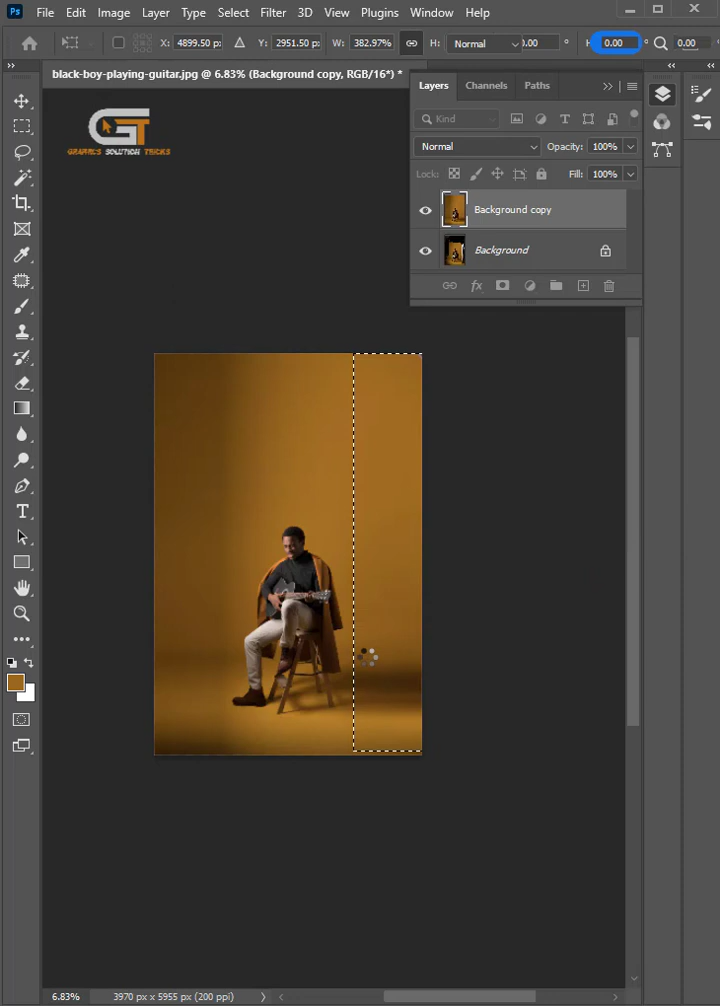 Ps File Edit Image Layer Type Select Filter 3D View Plugins Window Help
X: 4899.50 px Y: 2951.50 px W: 382.97% H: Normal 0.00 ° H 0.00 ° 0.00
black-boy-playing-guitar.jpg @ 6.83% (Background copy, RGB/16*) *
Layers Channels Paths
Kind
Normal Opacity: 100%
Lock: Fill: 100%
Background copy
Background
fx
GT
GRAPHICS SOLUTION TRICKS
T
6.83% 3970 px x 5955 px (200 ppi)